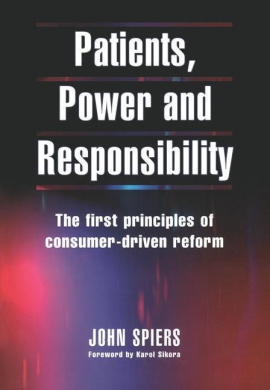 Patients,
Power and
Responsibility
The first principles of
consumer-driven reform
JOHN SPIERS
Foreword by Karol Sikora